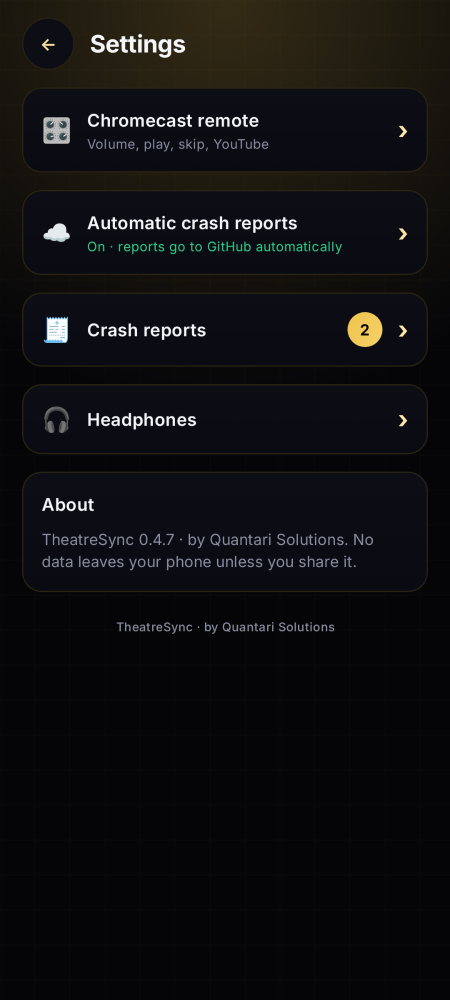 Settings
Chromecast remote
Volume, play, skip, YouTube
Automatic crash reports
On · reports go to GitHub automatically
Crash reports
2
Headphones
About
TheatreSync 0.4.7 · by Quantari Solutions. No
data leaves your phone unless you share it.
TheatreSync · by Quantari Solutions